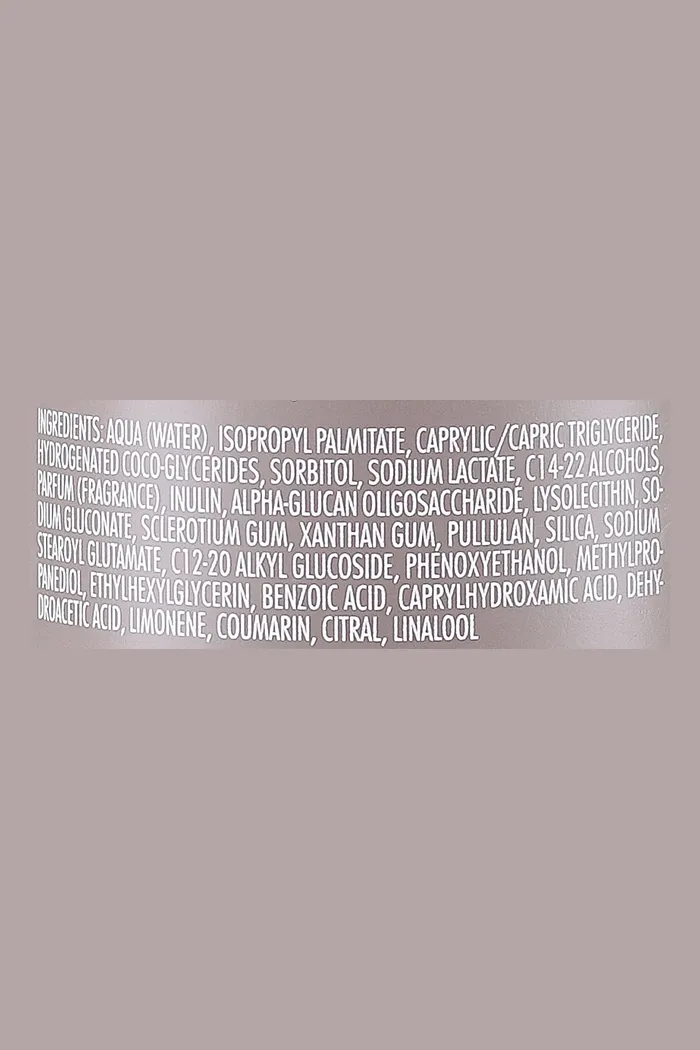 INGREDIENTS: AQUA (WATER), ISOPROPYL PALMITATE, CAPRYLIC/CAPRIC TRIGLYCERIDE,
HYDROGENATED COCO-GLYCERIDES, SORBITOL, SODIUM LACTATE, C14-22 ALCOHOLS,
PARFUM (FRAGRANCE), INULIN, ALPHA-GLUCAN OLIGOSACCHARIDE, LYSOLECITHIN, SO-
DIUM GLUCONATE, SCLEROTIUM GUM, XANTHAN GUM, PULLULAN, SILICA, SODIUM
STEAROYL GLUTAMATE, C12-20 ALKYL GLUCOSIDE, PHENOXYETHANOL, METHYLPRO-
PANEDIOL, ETHYLHEXYLGLYCERIN, BENZOIC ACID, CAPRYLHYDROXAMIC ACID, DEHY-
DROACETIC ACID, LIMONENE, COUMARIN, CITRAL, LINALOOL